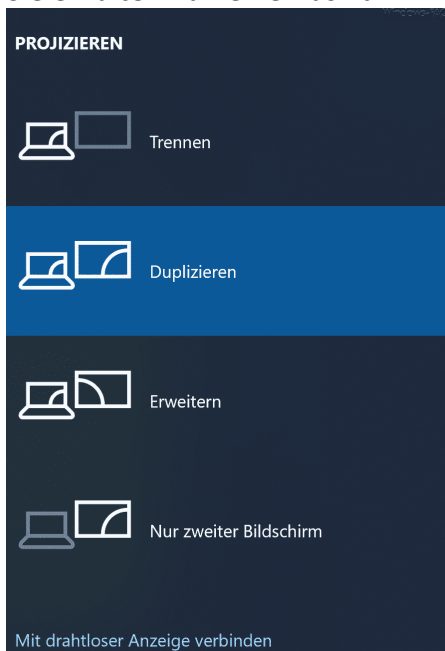 PROJIZIEREN
Trennen
Duplizieren
Erweitern
Nur zweiter Bildschirm
Mit drahtloser Anzeige verbinden